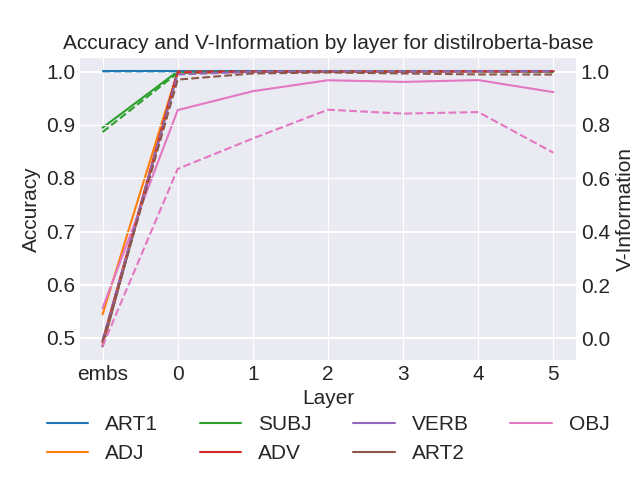 Accuracy and V-Information by layer for distilroberta-base
1.0 1.0
0.9 0.8
0.8 0.6
0.7 0.4
0.6 0.2
0.5 0.0
Accuracy
V-Information
embs 0 1 2 3 4 5
Layer
ART1 SUBJ VERB OBJ
ADJ ADV ART2